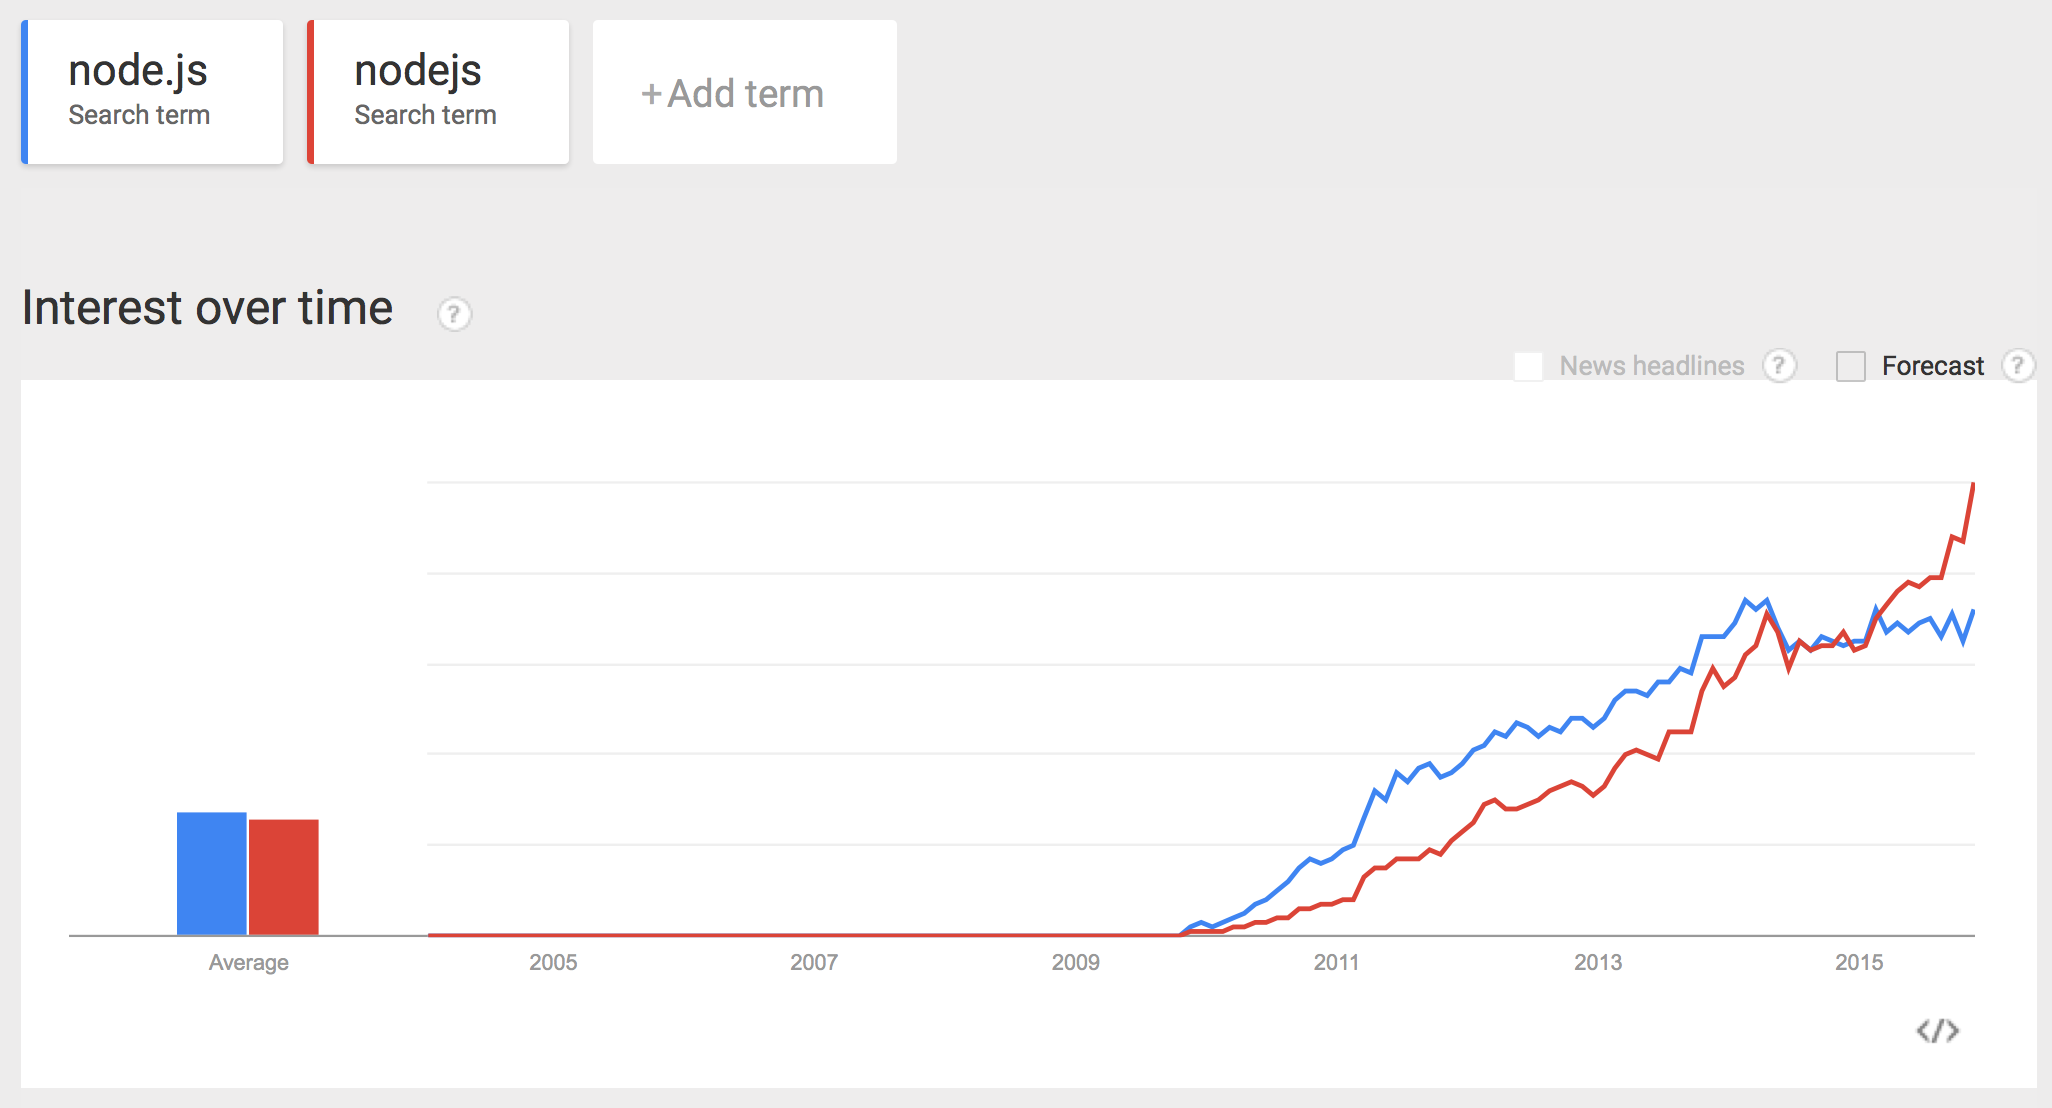 node.js
Search term
nodejs
Search term
+Add term
Interest over time ?
News headlines ? Forecast ?
Average 2005 2007 2009 2011 2013 2015
</>